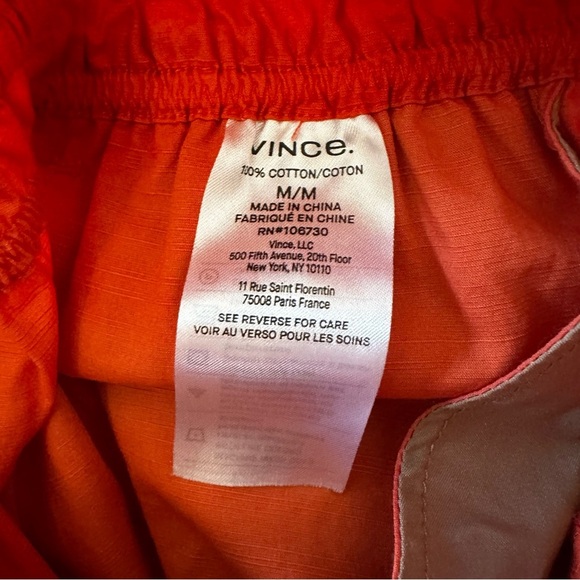 VINCe.
100% COTTON/COTON
M/M
MADE IN CHINA
FABRIQUÉ EN CHINE
RN#106730
Vince, LLC
500 Fifth Avenue, 20th Floor
New York, NY 10110
11 Rue Saint Florentin
75008 Paris France
SEE REVERSE FOR CARE
VOIR AU VERSO POUR LES SOINS